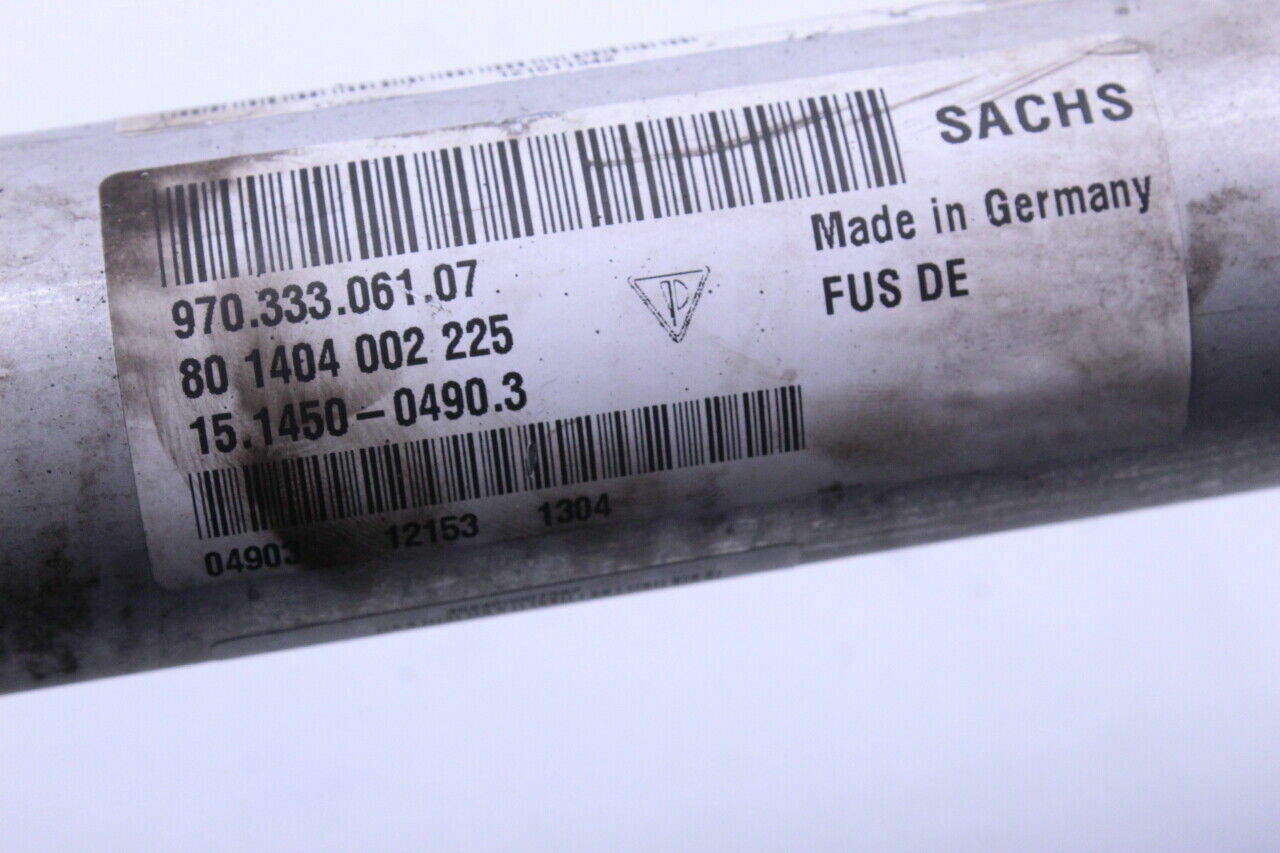 SACHS
Made in Germany
FUS DE
970.333.061.07
80 1404 002 225
15.1450-0490.3
04903 12153 1304